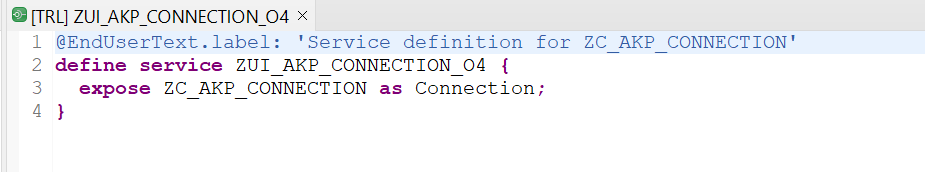 [TRL] ZUI_AKP_CONNECTION_O4 ×
1 @EndUserText.label: 'Service definition for ZC_AKP_CONNECTION'
2 define service ZUI_AKP_CONNECTION_O4 {
3   expose ZC_AKP_CONNECTION as Connection;
4 }